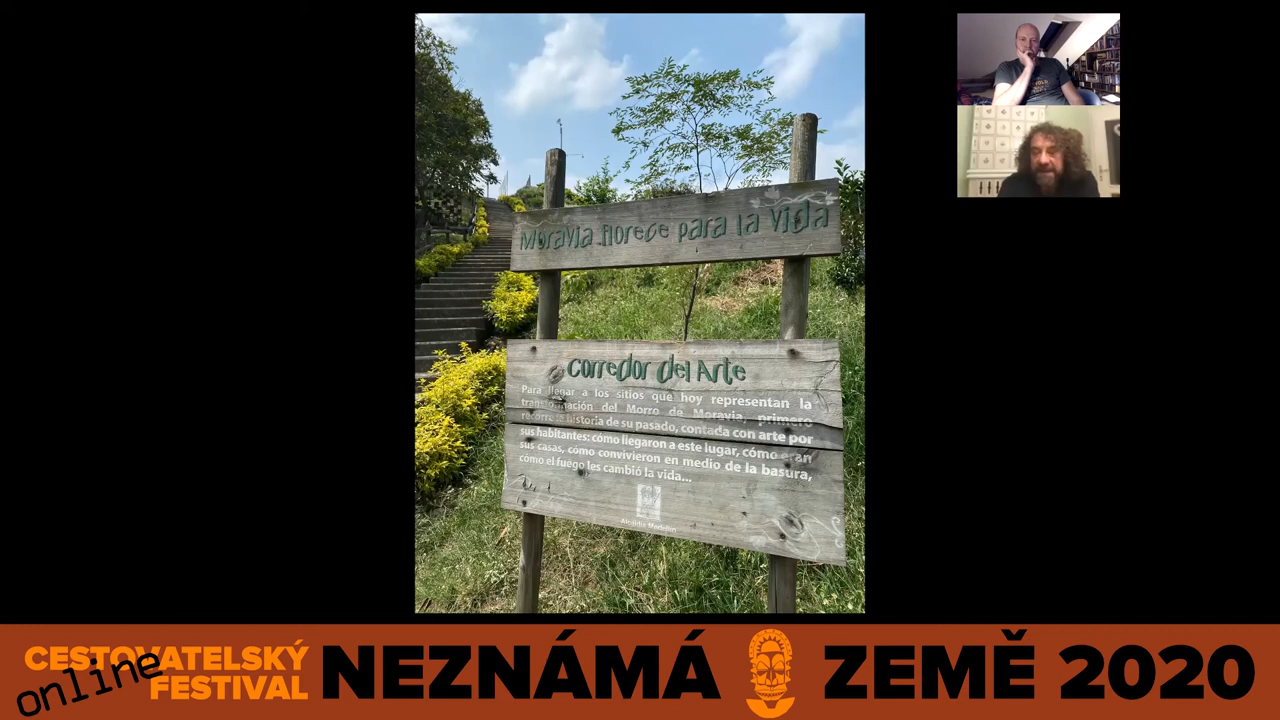 Moravia florece para la vida
Corredor del Arte
Para llegar a los sitios que hoy representan la
transformación del Morro de Moravia, primero
recorre la historia de su pasado, contada con arte por
sus habitantes: cómo llegaron a este lugar, cómo eran
sus casas, cómo convivieron en medio de la basura,
cómo el fuego les cambió la vida...
Alcaldía Medellín
CESTOVATELSKÝ
online
FESTIVAL
NEZNÁMÁ ZEMĚ 2020